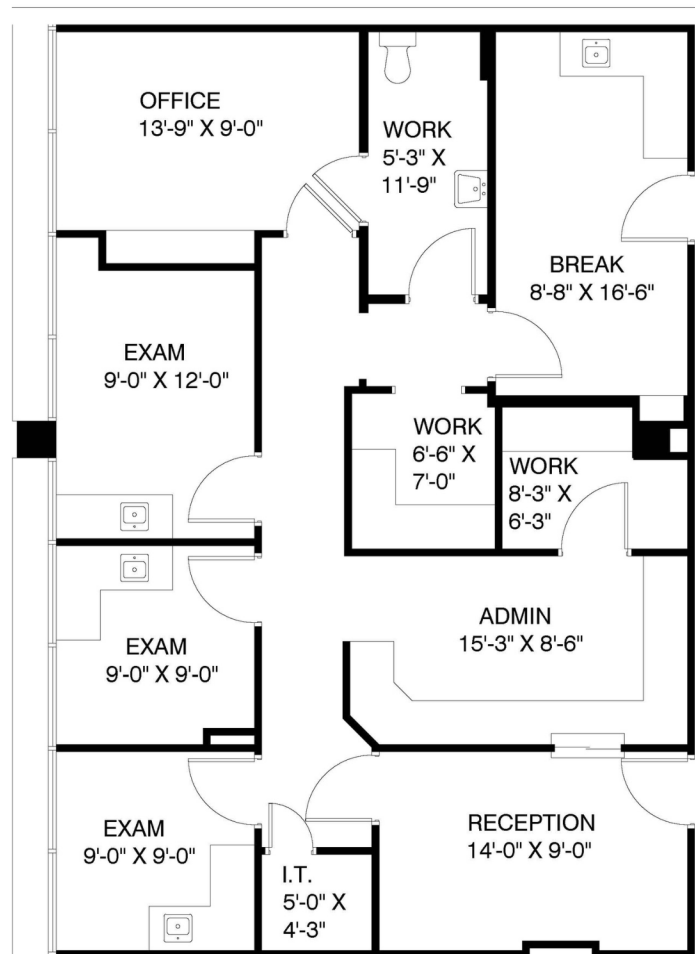 OFFICE
13'-9" X 9'-0"
WORK
5'-3" X
11'-9"
BREAK
8'-8" X 16'-6"
EXAM
9'-0" X 12'-0"
WORK
6'-6" X
7'-0"
WORK
8'-3" X
6'-3"
EXAM
9'-0" X 9'-0"
ADMIN
15'-3" X 8'-6"
EXAM
9'-0" X 9'-0"
I.T.
5'-0" X
4'-3"
RECEPTION
14'-0" X 9'-0"